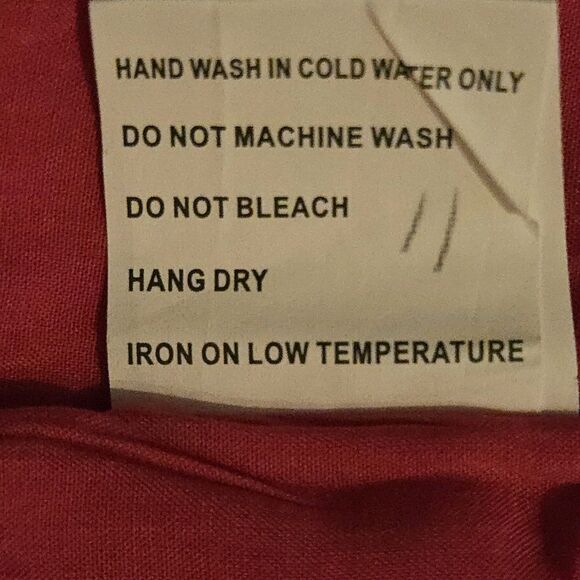 HAND WASH IN COLD WATER ONLY
DO NOT MACHINE WASH
DO NOT BLEACH
HANG DRY
IRON ON LOW TEMPERATURE